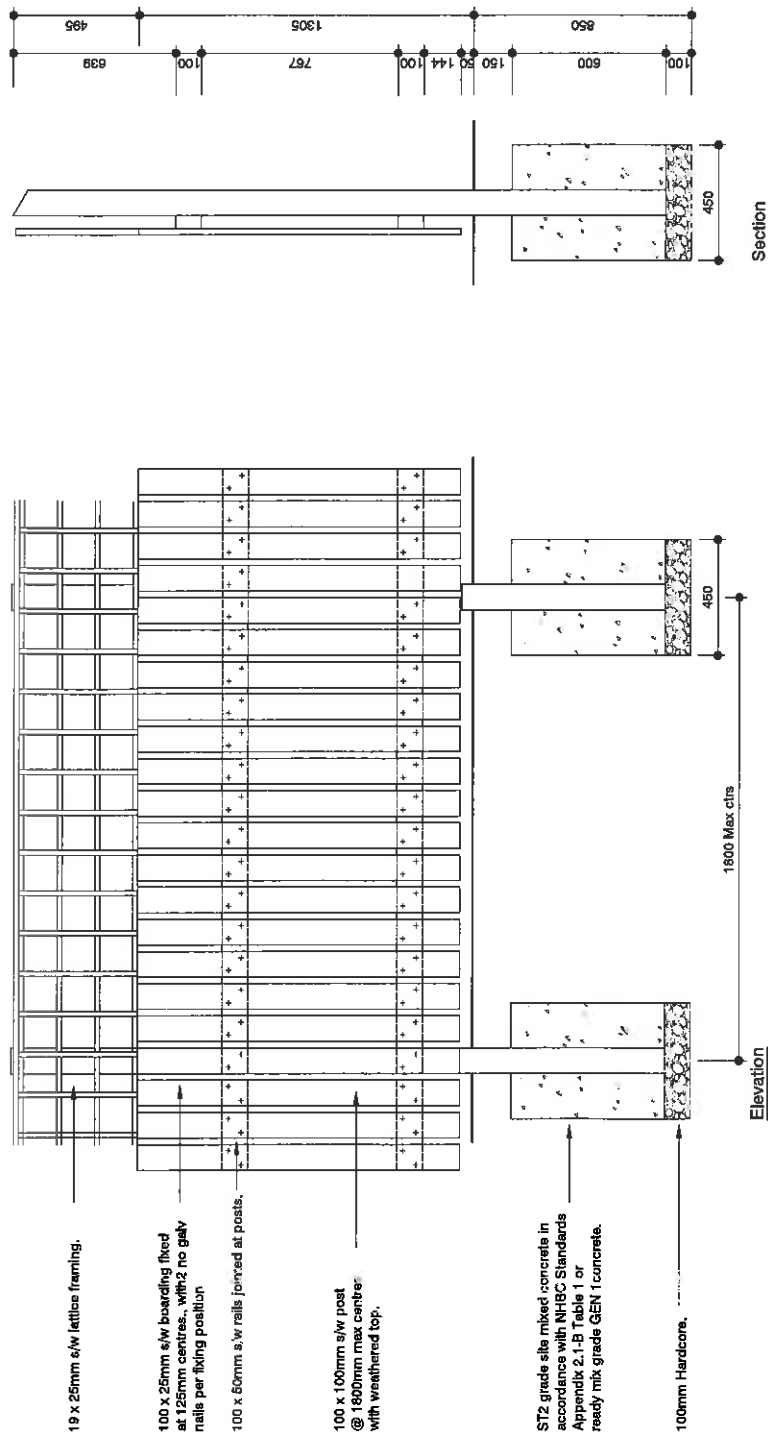 19 x 25mm s/w lattice framing.
100 x 25mm s/w boarding fixed
at 125mm centres., with2 no galv
nails per fixing position
100 x 50mm s/w rails jointed at posts.
100 x 100mm s/w post
@ 1800mm max centres
with weathered top.
ST2 grade site mixed concrete in
accordance with NHBC Standards
Appendix 2.1-B Table 1 or
ready mix grade GEN 1concrete.
100mm Hardcore.
Elevation
1800 Max ctrs
450
Section
450
495
1305
850
639
100
767
100
144
50
150
600
100